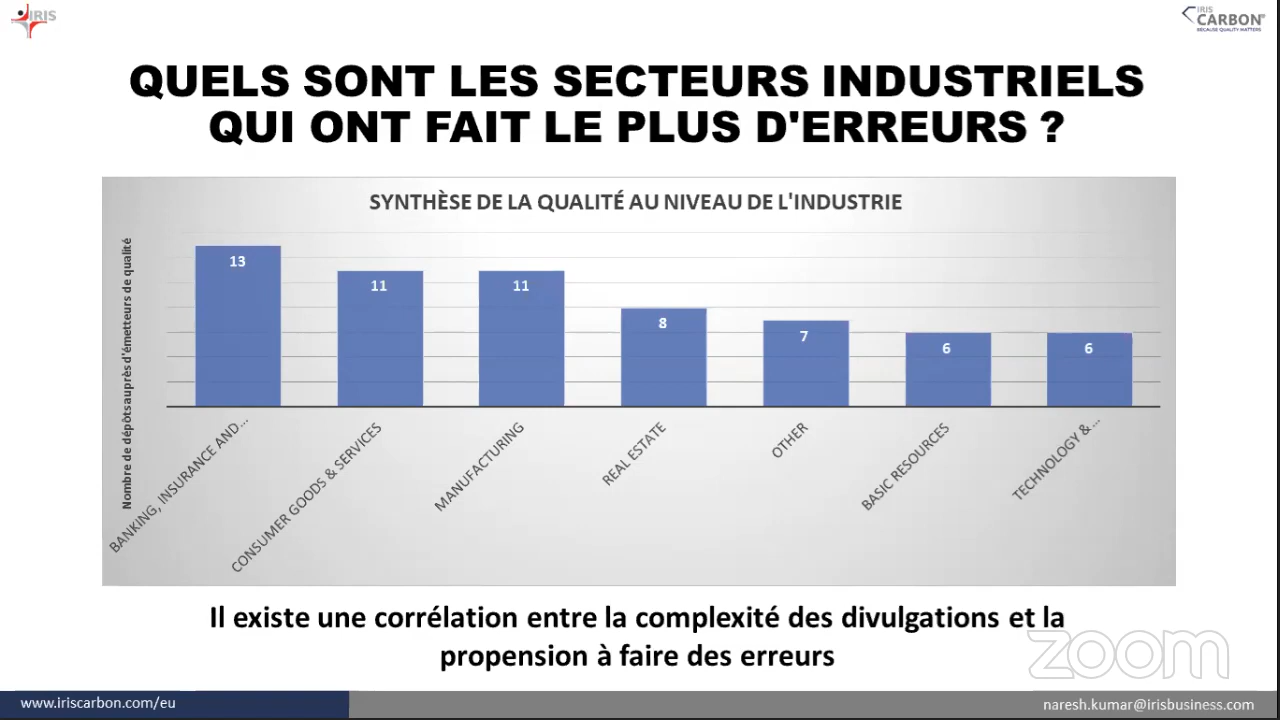 IRIS
IRIS
CARBON®
BECAUSE QUALITY MATTERS
QUELS SONT LES SECTEURS INDUSTRIELS
QUI ONT FAIT LE PLUS D'ERREURS ?
SYNTHÈSE DE LA QUALITÉ AU NIVEAU DE L'INDUSTRIE
Nombre de dépôtsauprès d'émetteurs de qualité
13
11
11
8
7
6
6
BANKING, INSURANCE AND...
CONSUMER GOODS & SERVICES
MANUFACTURING
REAL ESTATE
OTHER
BASIC RESOURCES
TECHNOLOGY & ...
Il existe une corrélation entre la complexité des divulgations et la
propension à faire des erreurs
zoom
www.iriscarbon.com/eu
naresh.kumar@irisbusiness.com